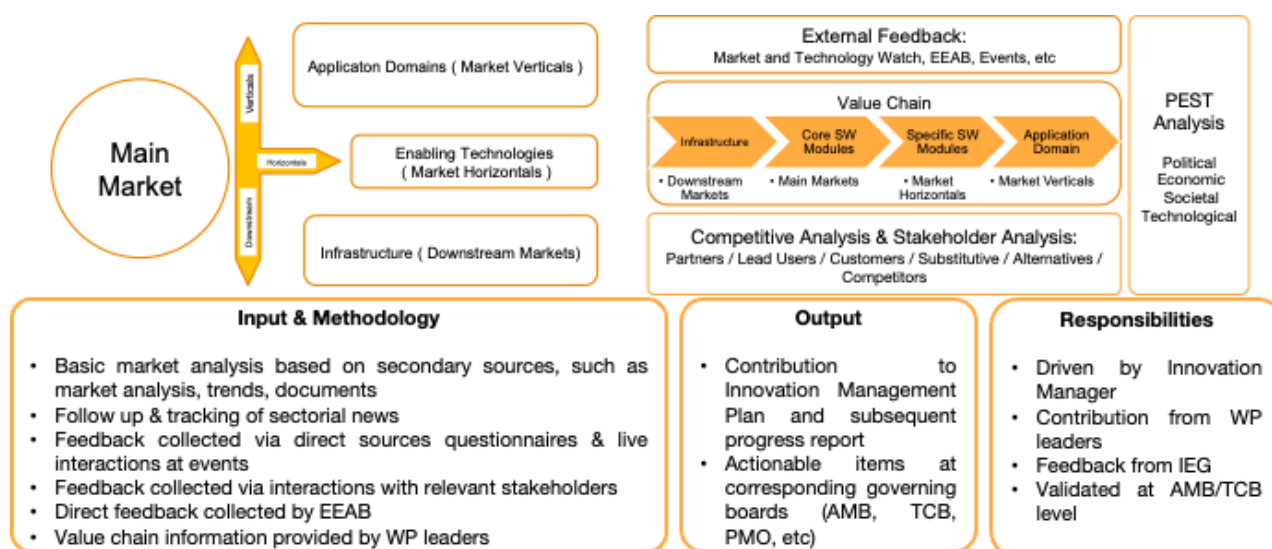 Main
Market
Verticals
Horizontals
Downstream
Applicaton Domains ( Market Verticals )
Enabling Technologies
( Market Horizontals )
Infrastructure ( Downstream Markets)
External Feedback:
Market and Technology Watch, EEAB, Events, etc
Value Chain
Infrastructure
Core SW
Modules
Specific SW
Modules
Application
Domain
• Downstream
Markets
• Main Markets
• Market
Horizontals
• Market Verticals
Competitive Analysis & Stakeholder Analysis:
Partners / Lead Users / Customers / Substitutive / Alternatives /
Competitors
PEST
Analysis
Political
Economic
Societal
Technological
Input & Methodology
• Basic market analysis based on secondary sources, such as
market analysis, trends, documents
• Follow up & tracking of sectorial news
• Feedback collected via direct sources questionnaires & live
interactions at events
• Feedback collected via interactions with relevant stakeholders
• Direct feedback collected by EEAB
• Value chain information provided by WP leaders
Output
• Contribution to
Innovation Management
Plan and subsequent
progress report
• Actionable items at
corresponding governing
boards (AMB, TCB,
PMO, etc)
Responsibilities
• Driven by Innovation
Manager
• Contribution from WP
leaders
• Feedback from IEG
• Validated at AMB/TCB
level